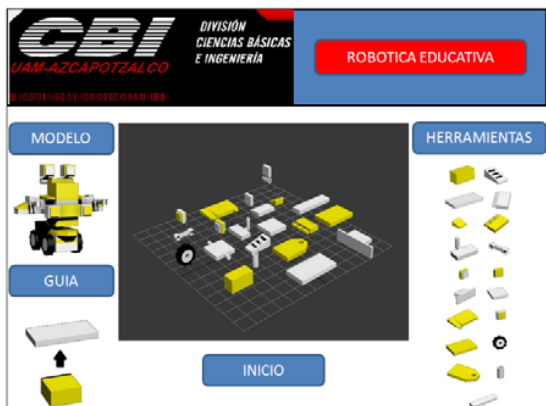 CBI
UAM-AZCAPOTZALCO
DIVISIÓN
CIENCIAS BÁSICAS
E INGENIERÍA
ROBOTICA EDUCATIVA
MODELO
HERRAMIENTAS
GUIA
INICIO